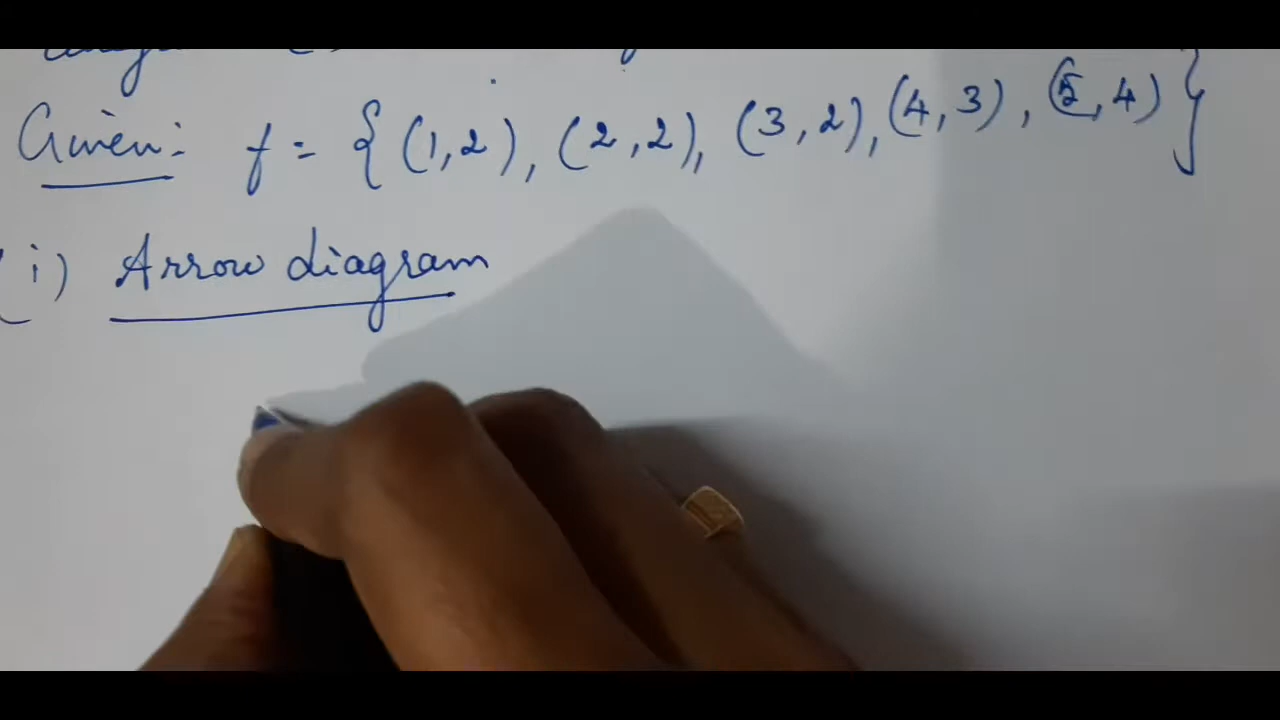 Given: f = { (1,2), (2,2), (3,2), (4,3), (5,4) }
(i) Arrow diagram